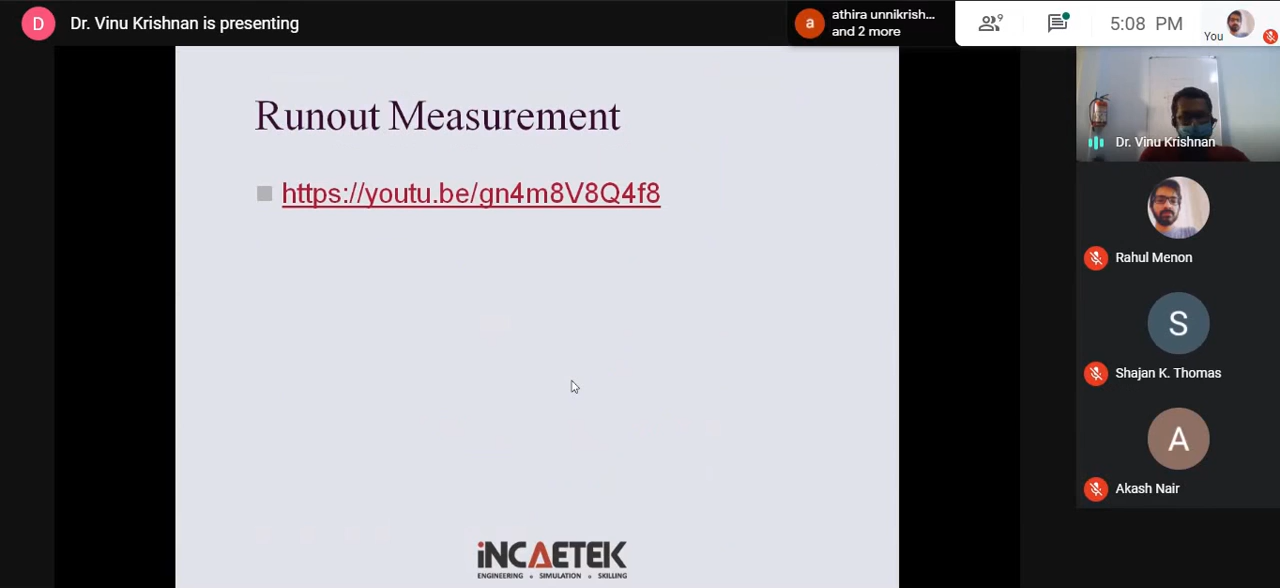 D
Dr. Vinu Krishnan is presenting
a
athira unnikrish...
and 2 more
9
5:08 PM
You
Runout Measurement
https://youtu.be/gn4m8V8Q4f8
Dr. Vinu Krishnan
Rahul Menon
S
Shajan K. Thomas
A
Akash Nair
iNCAETEK
ENGINEERING • SIMULATION • SKILLING